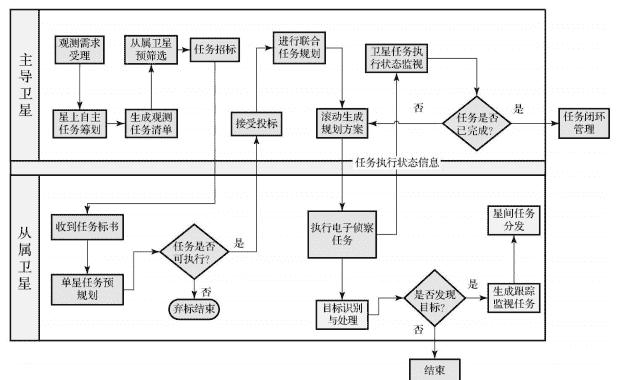 主导卫星
观测需求
受理
从属卫星
预筛选
任务招标
进行联合
任务规划
卫星任务执
行状态监视
星上自主
任务筹划
生成观测
任务清单
接受投标
滚动生成
规划方案
否
任务是否
已完成?
是
任务闭环
管理
任务执行状态信息
从属卫星
收到任务标书
单星任务预
规划
任务是否
可执行?
是
否
弃标结束
执行电子侦察
任务
目标识别
与处理
是否发现
目标?
是
否
生成跟踪
监视任务
星间任务
分发
结束